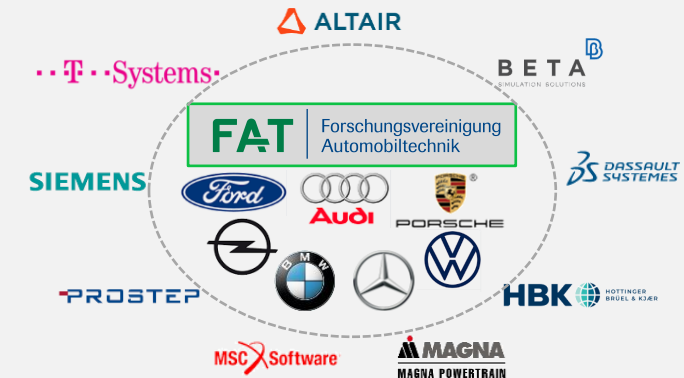 ALTAIR
··T··Systems·
BETA
SIMULATION SOLUTIONS
FAT
Forschungsvereinigung
Automobiltechnik
SIEMENS
Ford
Audi
PORSCHE
®
DASSAULT
SYSTEMES
BMW
PROSTEP
HBK
HOTTINGER
BRÜEL & KJÆR
MSC Software
MAGNA
MAGNA POWERTRAIN